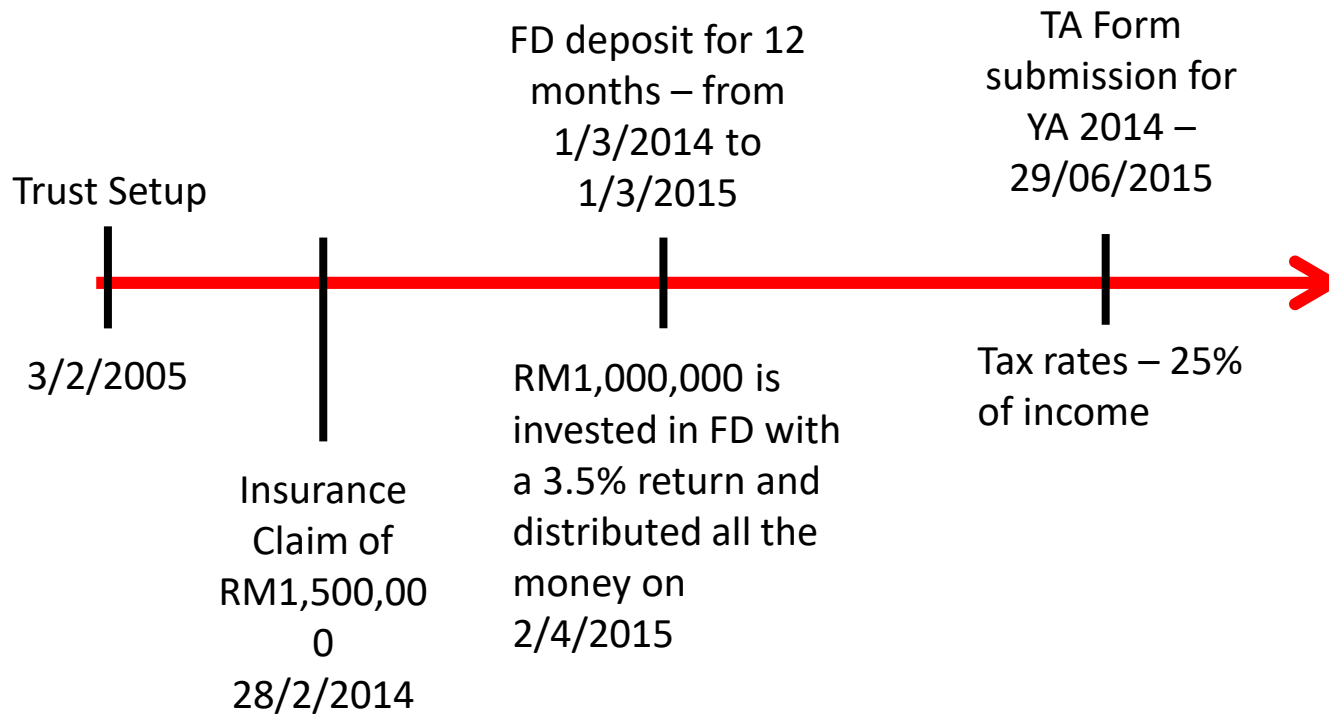 Trust Setup
3/2/2005
Insurance
Claim of
RM1,500,00
0
28/2/2014
FD deposit for 12
months – from
1/3/2014 to
1/3/2015
RM1,000,000 is
invested in FD with
a 3.5% return and
distributed all the
money on
2/4/2015
TA Form
submission for
YA 2014 –
29/06/2015
Tax rates – 25%
of income